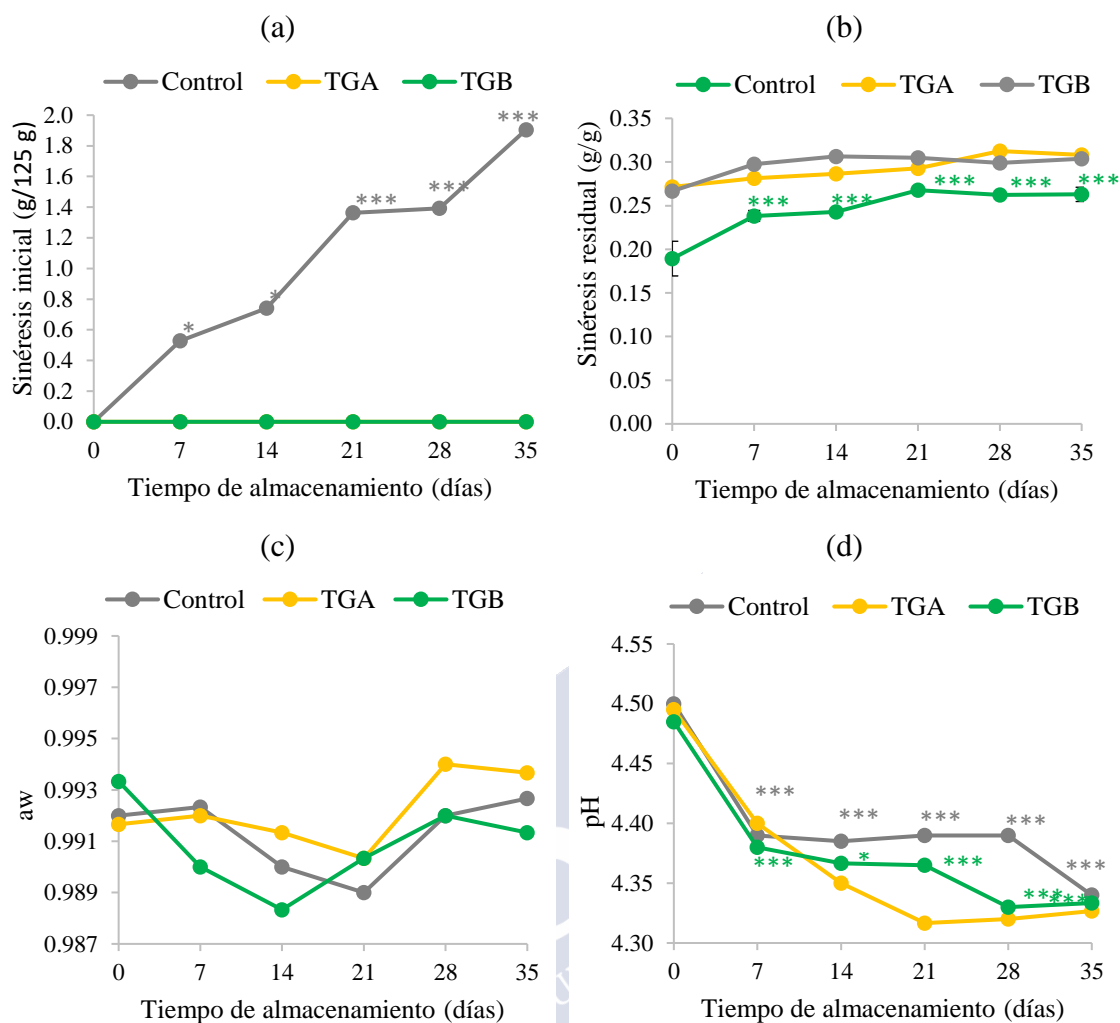 (a)
Control TGA TGB
Sinéresis inicial (g/125 g)
2.0
1.8
1.6
1.4
1.2
1.0
0.8
0.6
0.4
0.2
0.0
*
*
***
***
***
0 7 14 21 28 35
Tiempo de almacenamiento (días)
(b)
Control TGA TGB
Sinéresis residual (g/g)
0.35
0.30
0.25
0.20
0.15
0.10
0.05
0.00
***
***
***
***
***
0 7 14 21 28 35
Tiempo de almacenamiento (días)
(c)
Control TGA TGB
aw
0.999
0.997
0.995
0.993
0.991
0.989
0.987
0 7 14 21 28 35
Tiempo de almacenamiento (días)
(d)
Control TGA TGB
pH
4.55
4.50
4.45
4.40
4.35
4.30
***
***
***
***
***
***
*
***
***
***
0 7 14 21 28 35
Tiempo de almacenamiento (días)